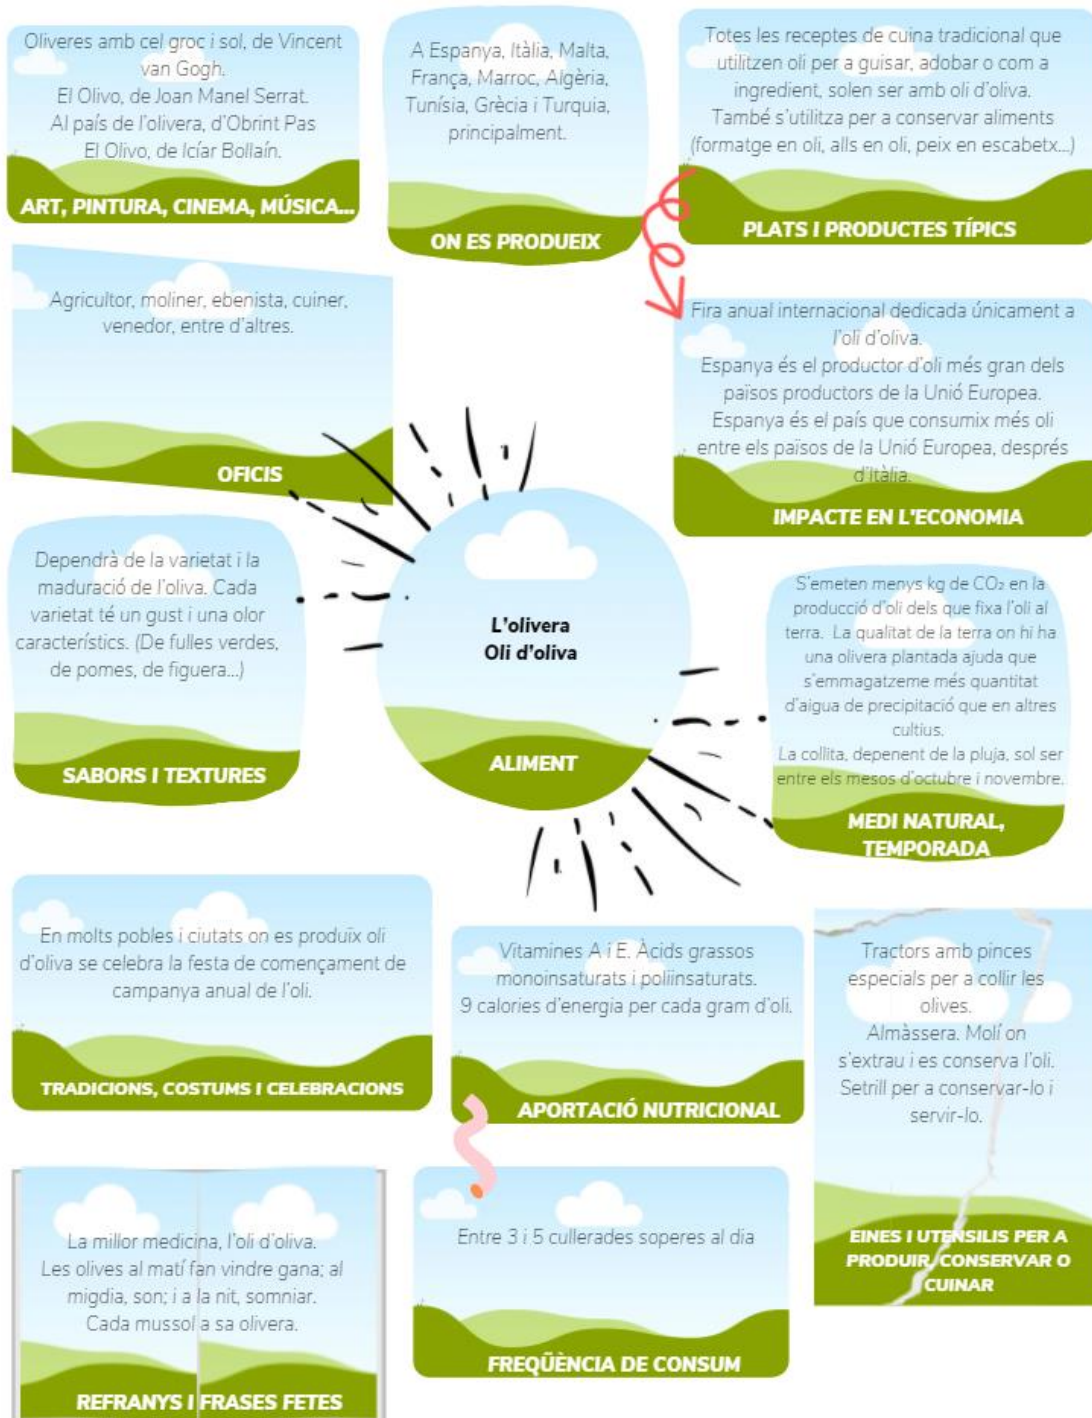 Oliveres amb cel groc i sol, de Vincent
van Gogh.
El Olivo, de Joan Manel Serrat.
Al país de l'olivera, d'Obrint Pas
El Olivo, de Icíar Bollaín.
ART, PINTURA, CINEMA, MÚSICA...
A Espanya, Itàlia, Malta,
França, Marroc, Algèria,
Tunísia, Grècia i Turquia,
principalment.
ON ES PRODUEIX
Totes les receptes de cuina tradicional que
utilitzen oli per a guisar, adobar o com a
ingredient, solen ser amb oli d'oliva.
També s'utilitza per a conservar aliments
(formatge en oli, alls en oli, peix en escabetx...)
PLATS I PRODUCTES TÍPICS
Agricultor, moliner, ebenista, cuiner,
venedor, entre d'altres.
OFICIS
Fira anual internacional dedicada únicament a
l'oli d'oliva.
Espanya és el productor d'oli més gran dels
països productors de la Unió Europea.
Espanya és el país que consumix més oli
entre els països de la Unió Europea, després
d'Itàlia.
IMPACTE EN L'ECONOMIA
Dependrà de la varietat i la
maduració de l'oliva. Cada
varietat té un gust i una olor
característics. (De fulles verdes,
de pomes, de figuera...)
SABORS I TEXTURES
L'olivera
Oli d'oliva
ALIMENT
S'emeten menys kg de CO₂ en la
producció d'oli dels que fixa l'oli al
terra. La qualitat de la terra on hi ha
una olivera plantada ajuda que
s'emmagatzeme més quantitat
d'aigua de precipitació que en altres
cultius.
La collita, depenent de la pluja, sol ser
entre els mesos d'octubre i novembre.
MEDI NATURAL,
TEMPORADA
En molts pobles i ciutats on es produïx oli
d'oliva se celebra la festa de començament de
campanya anual de l'oli.
TRADICIONS, COSTUMS I CELEBRACIONS
Vitamines A i E. Àcids grassos
monoinsaturats i poliinsaturats.
9 calories d'energia per cada gram d'oli.
APORTACIÓ NUTRICIONAL
Tractors amb pinces
especials per a collir les
olives.
Almàssera. Molí on
s'extrau i es conserva l'oli.
Setrill per a conservar-lo i
servir-lo.
EINES I UTENSILIS PER A
PRODUIR, CONSERVAR O
CUINAR
La millor medicina, l'oli d'oliva.
Les olives al matí fan vindre gana; al
migdia, son; i a la nit, somniar.
Cada mussol a sa olivera.
REFRANYS I FRASES FETES
Entre 3 i 5 cullerades soperes al dia
FREQÜÈNCIA DE CONSUM